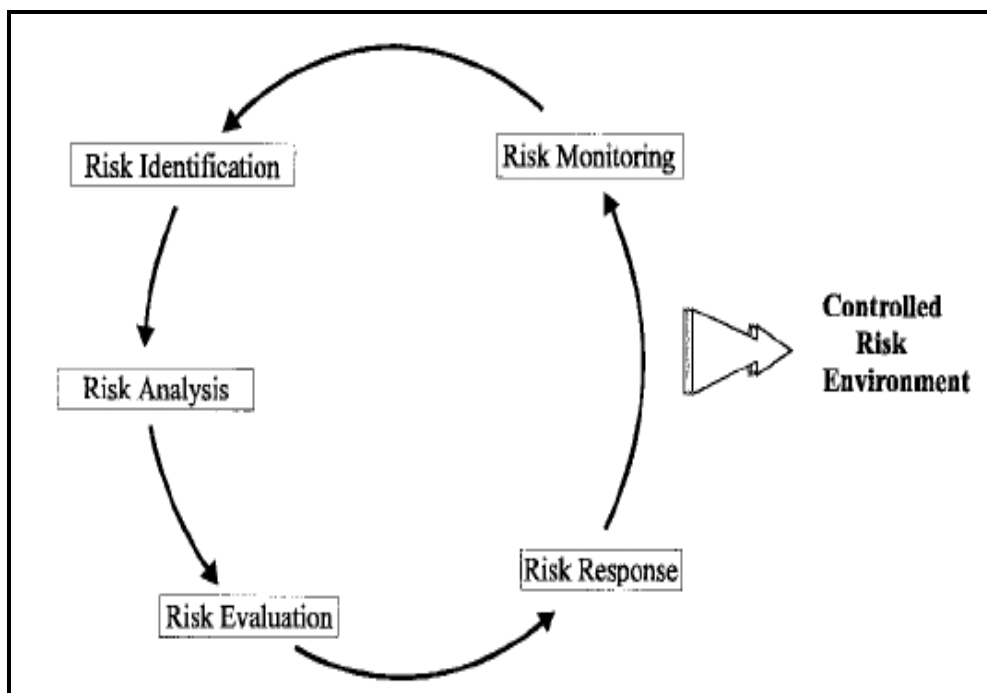 Risk Identification
Risk Monitoring
Controlled
Risk
Environment
Risk Analysis
Risk Response
Risk Evaluation